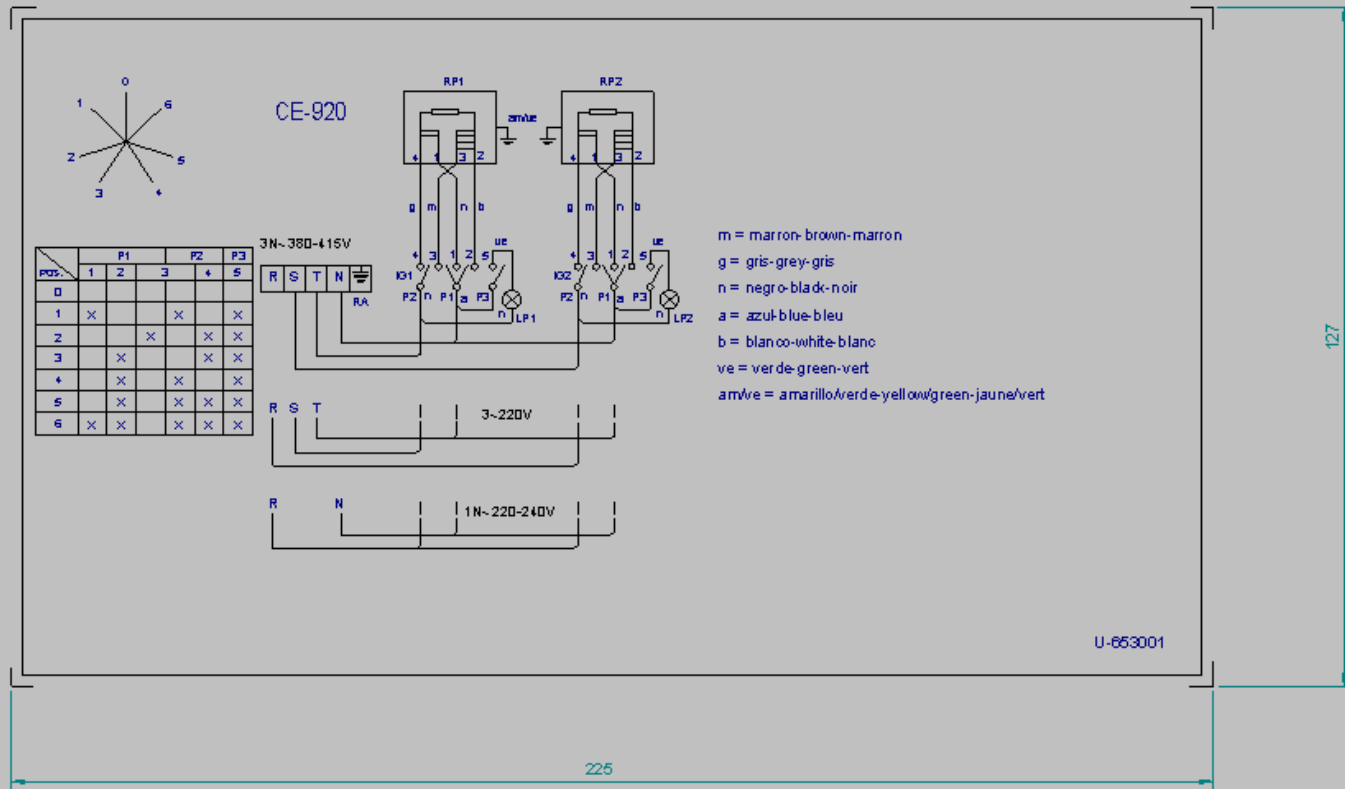 0
1
6
2
5
3
4
CE-920
RP1
RP2
am/ve
4 1 3 2
4 1 3 2
g m n b
g m n b
3N~380-415V
R S T N
RA
ve
ve
4 3 1 2 5
4 3 1 2 5
IG1
IG2
P2 n P1 a P3 n LP1
P2 n P1 a P3 n LP2
P1 P2 P3
POS. 1 2 3 4 5
0
1 X X X
2 X X X
3 X X X
4 X X X
5 X X X X
6 X X X X X
m = marron-brown-marron
g = gris-grey-gris
n = negro-black-noir
a = azul-blue-bleu
b = blanco-white-blanc
ve = verde-green-vert
am/ve = amarillo/verde-yellow/green-jaune/vert
R S T
3~220V
R N
1N~220-240V
U-653001
127
225